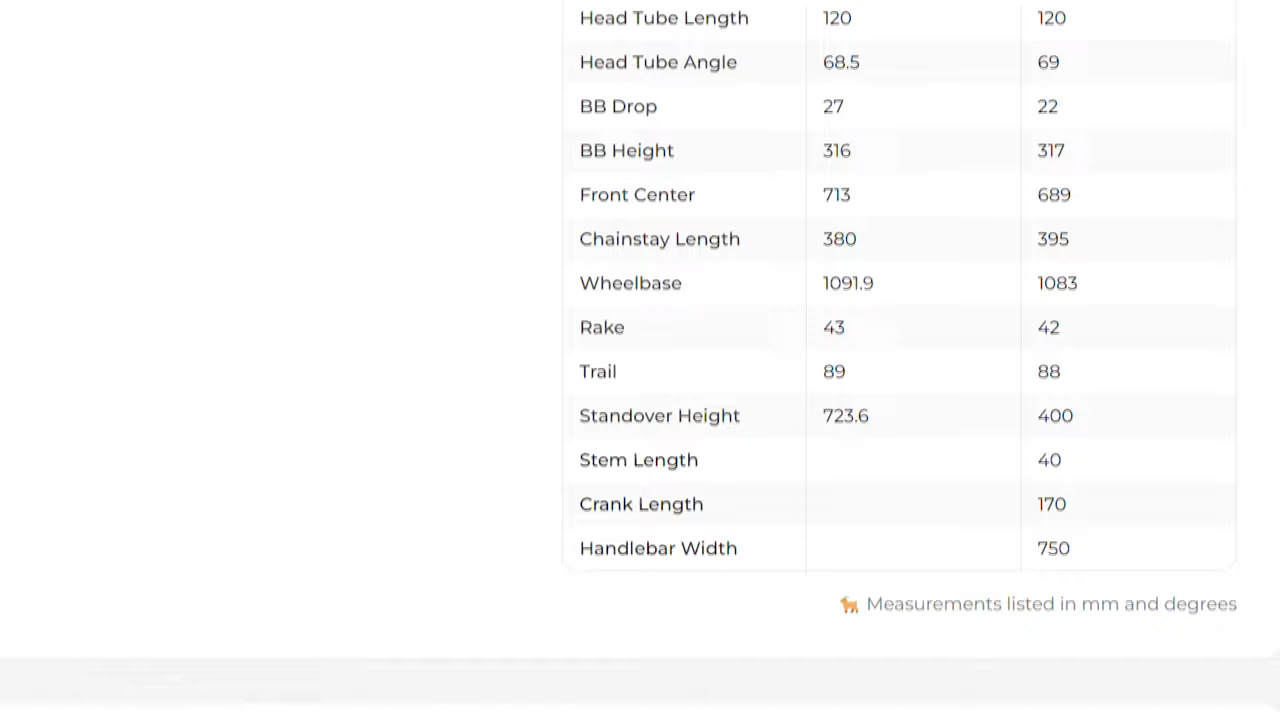 Head Tube Length 120 120
Head Tube Angle 68.5 69
BB Drop 27 22
BB Height 316 317
Front Center 713 689
Chainstay Length 380 395
Wheelbase 1091.9 1083
Rake 43 42
Trail 89 88
Standover Height 723.6 400
Stem Length 40
Crank Length 170
Handlebar Width 750
Measurements listed in mm and degrees